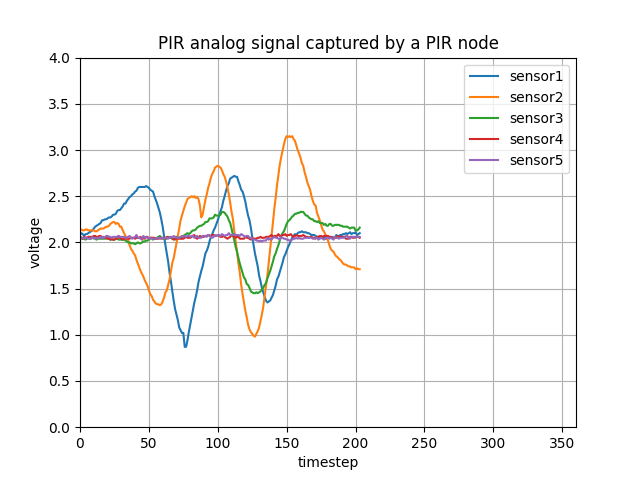 PIR analog signal captured by a PIR node
4.0
3.5
3.0
2.5
2.0
1.5
1.0
0.5
0.0
voltage
sensor1
sensor2
sensor3
sensor4
sensor5
0 50 100 150 200 250 300 350
timestep